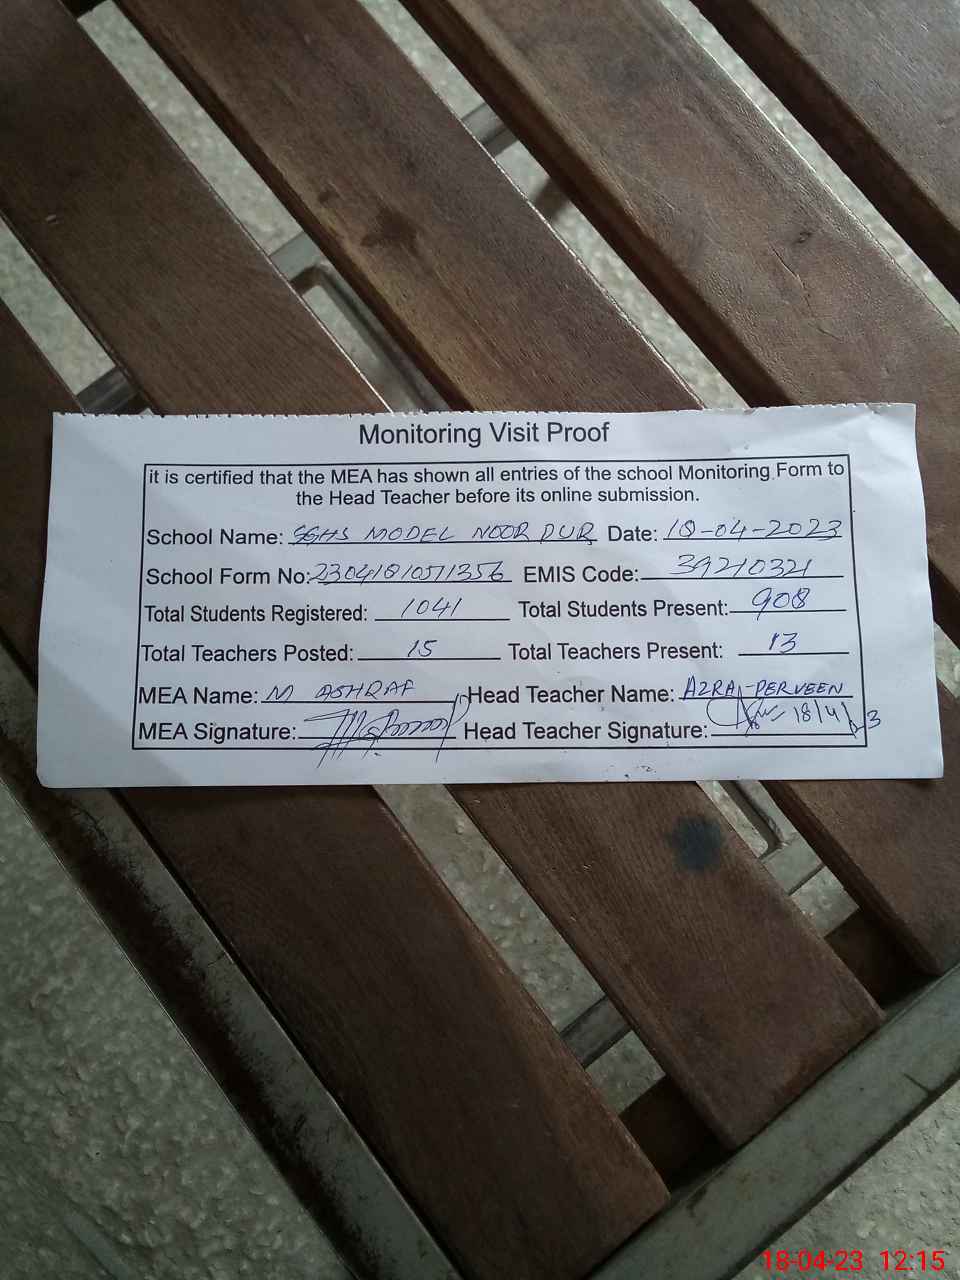 Monitoring Visit Proof
it is certified that the MEA has shown all entries of the school Monitoring Form to
the Head Teacher before its online submission.
School Name: GGHS MODEL NOOR PUR Date: 18-04-2023
School Form No: EMIS Code: 39210321
Total Students Registered: 1041 Total Students Present: 908
Total Teachers Posted: 15 Total Teachers Present: 13
MEA Name: M ASHRAF Head Teacher Name: AZRA PERVEEN
MEA Signature: Head Teacher Signature: 18/4/23
18-04-23 12:15